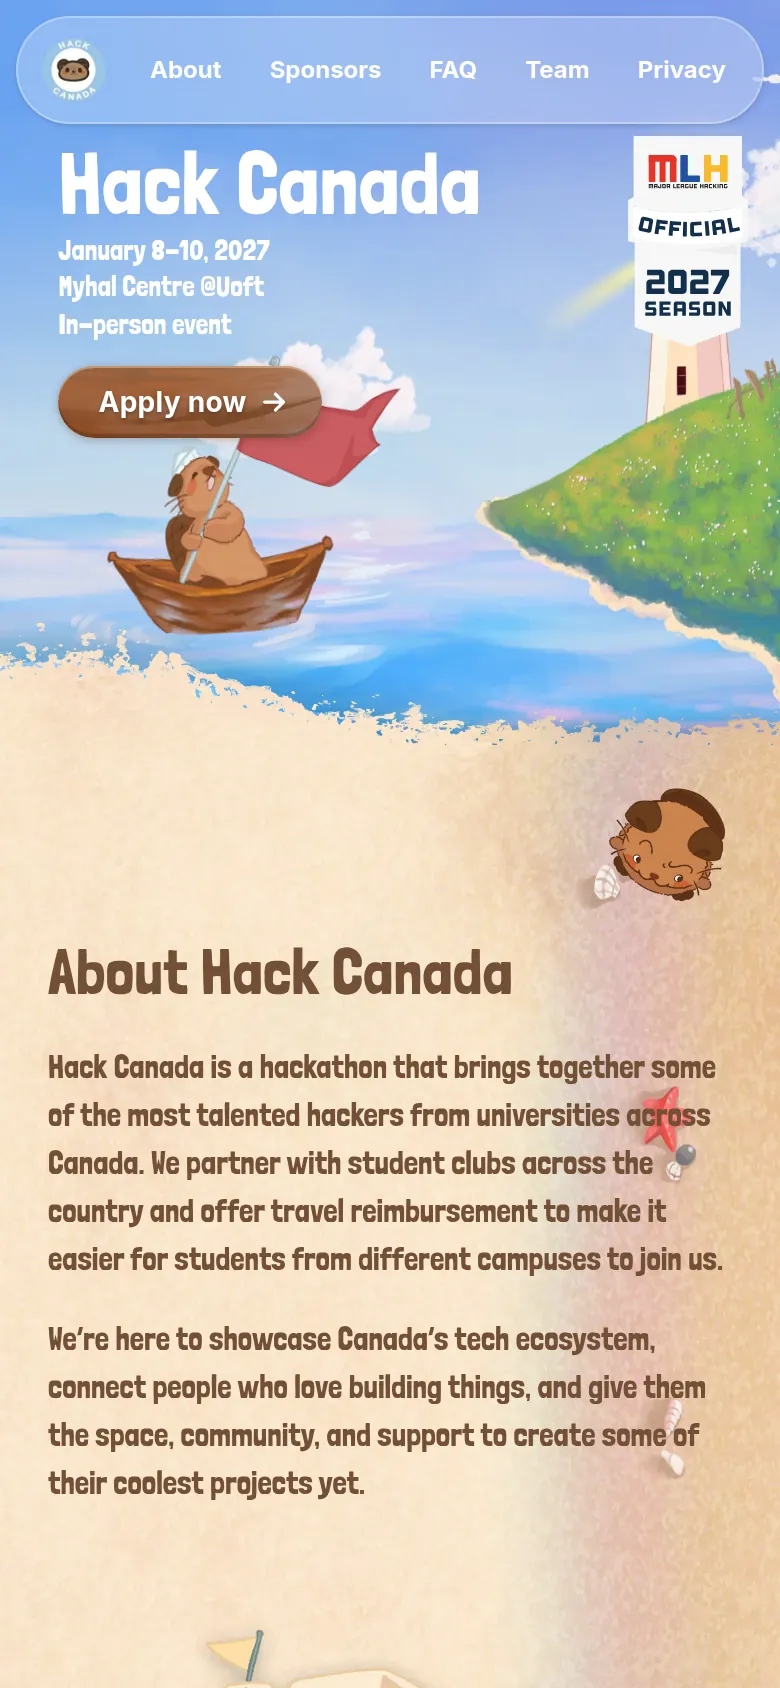 HACK
CANADA
About
Sponsors
FAQ
Team
Privacy
Hack Canada
January 8–10, 2027
Myhal Centre @Uoft
In-person event
Apply now →
MLH
MAJOR LEAGUE HACKING
OFFICIAL
2027
SEASON
About Hack Canada
Hack Canada is a hackathon that brings together some
of the most talented hackers from universities across
Canada. We partner with student clubs across the
country and offer travel reimbursement to make it
easier for students from different campuses to join us.
We're here to showcase Canada's tech ecosystem,
connect people who love building things, and give them
the space, community, and support to create some of
their coolest projects yet.